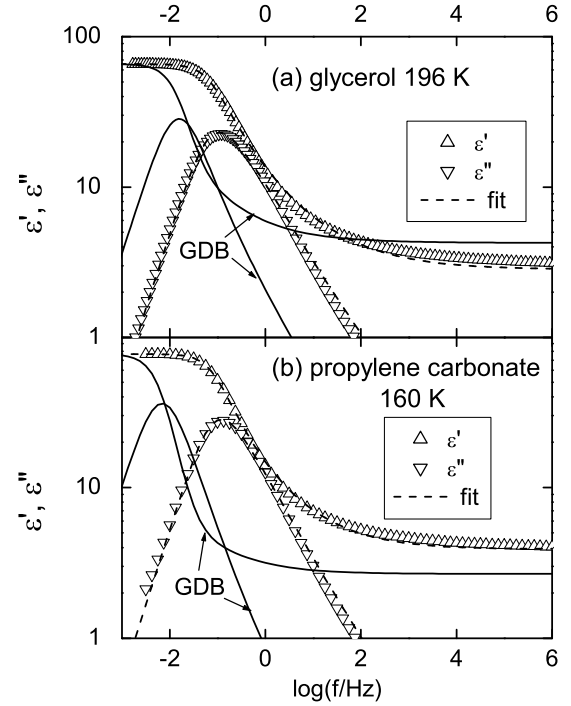 -2 0 2 4 6
100
(a) glycerol 196 K
ε'
ε''
fit
10
ε', ε''
GDB
1
(b) propylene carbonate
160 K
ε'
ε''
fit
10
ε', ε''
GDB
1
-2 0 2 4 6
log(f/Hz)